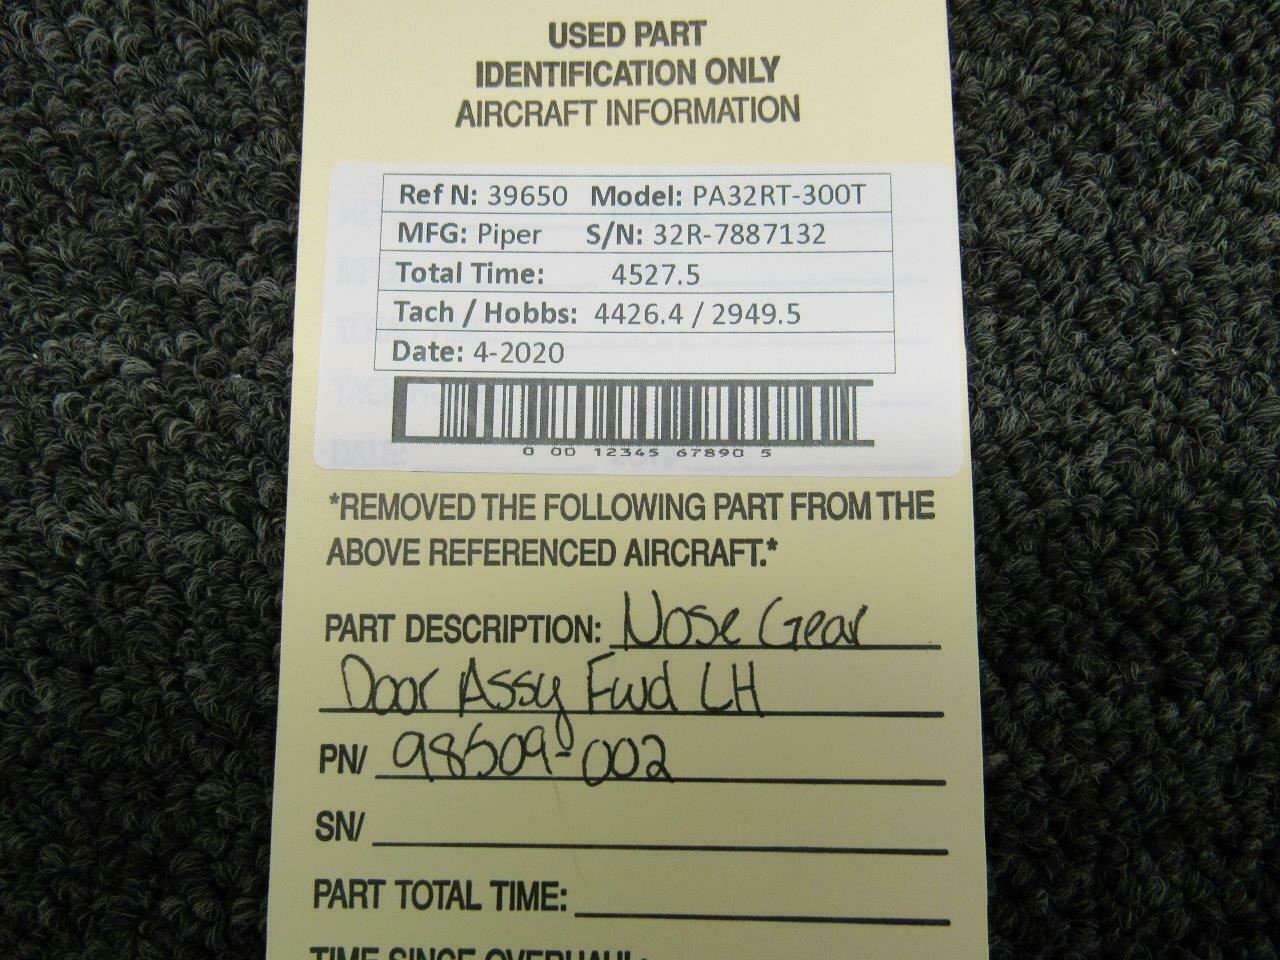 USED PART
IDENTIFICATION ONLY
AIRCRAFT INFORMATION
Ref N: 39650 Model: PA32RT-300T
MFG: Piper S/N: 32R-7887132
Total Time: 4527.5
Tach / Hobbs: 4426.4 / 2949.5
Date: 4-2020
0 00 12345 67890 5
*REMOVED THE FOLLOWING PART FROM THE
ABOVE REFERENCED AIRCRAFT.*
PART DESCRIPTION: Nose Gear
Door Assy Fwd LH
PN/ 98509-002
SN/
PART TOTAL TIME:
TIME SINCE OVERHAUL: